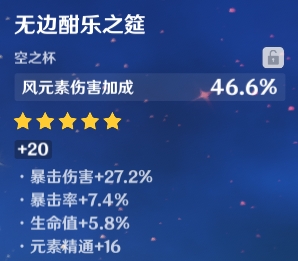 无边酣乐之筵
空之杯
风元素伤害加成 46.6%
+20
·暴击伤害+27.2%
·暴击率+7.4%
·生命值+5.8%
·元素精通+16